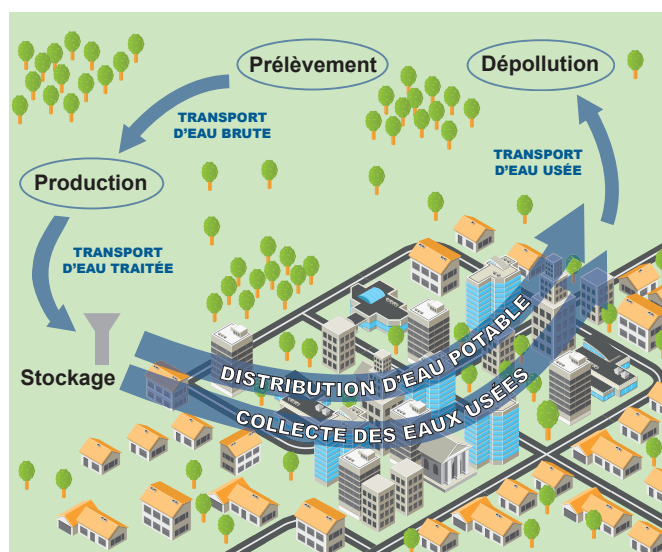 Prélèvement
Dépollution
TRANSPORT
D'EAU BRUTE
TRANSPORT
D'EAU USÉE
Production
TRANSPORT
D'EAU TRAITÉE
Stockage
DISTRIBUTION D'EAU POTABLE
COLLECTE DES EAUX USÉES